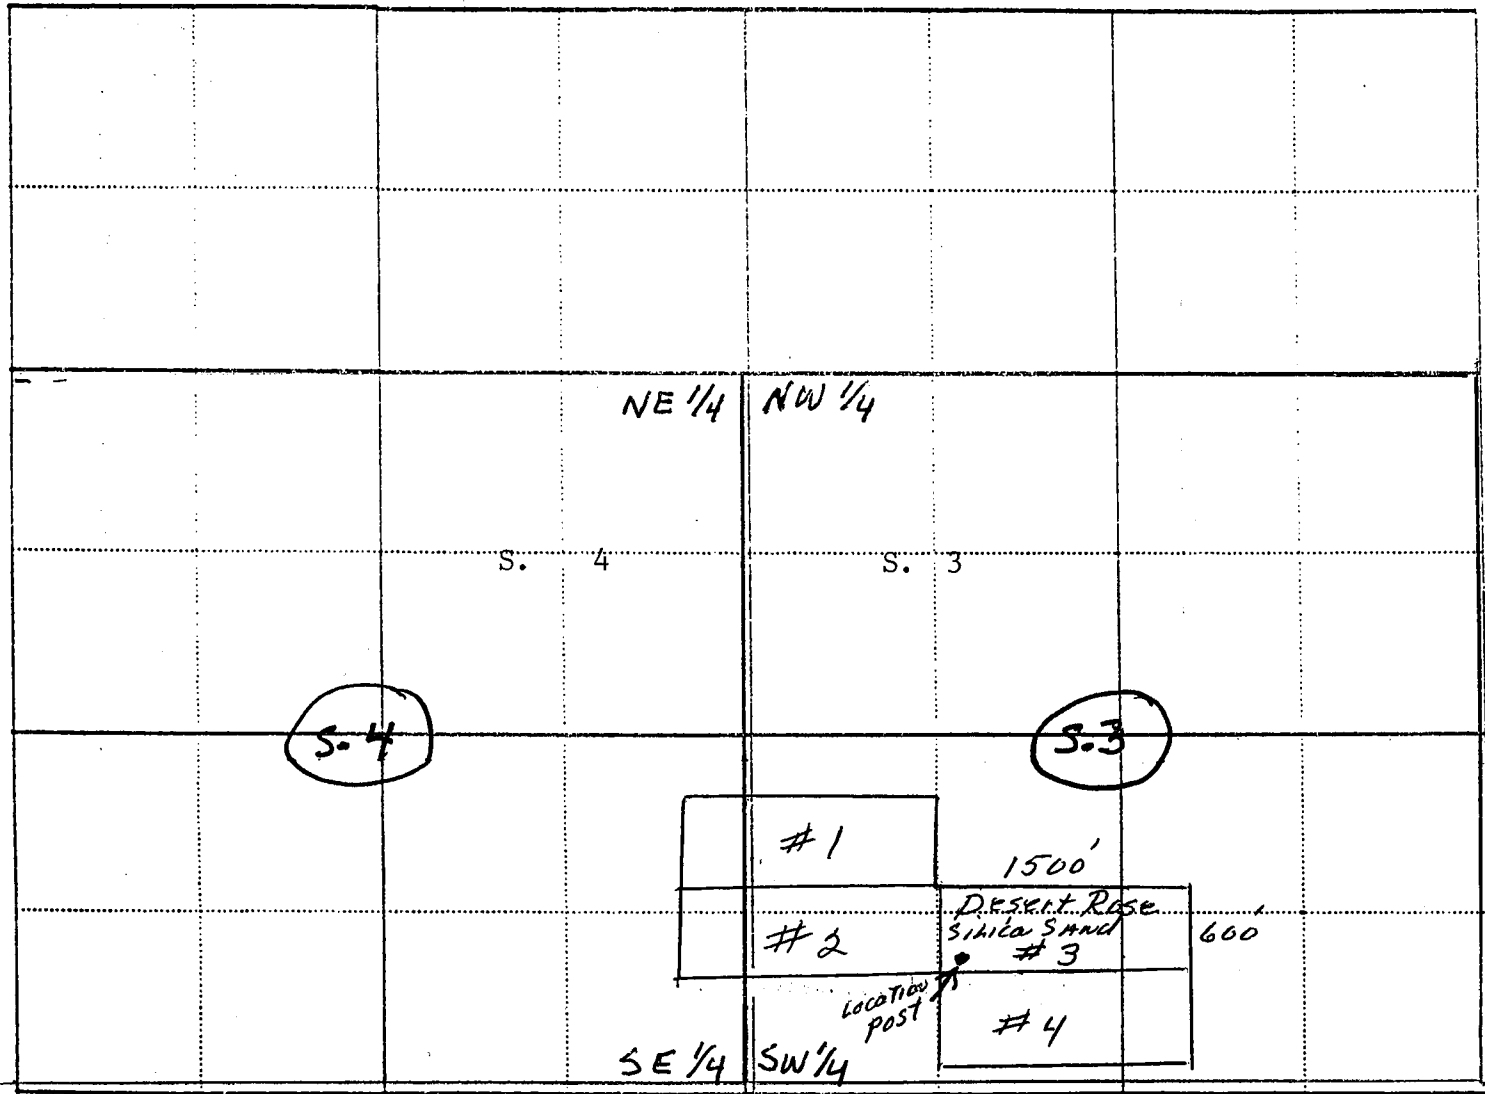 NE 1/4 NW 1/4
S. 4 S. 3
S. 4 S. 3
# 1
1500'
Desert Rose
Silica Sand
# 3
600'
# 2
Location
post
# 4
SE 1/4 SW 1/4